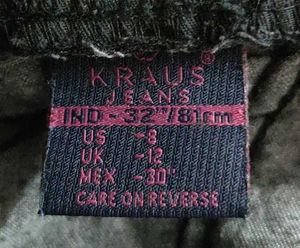 KRAUS®
JEANS
IND - 32"/81cm
US - 8
UK - 12
MEX - 30"
CARE ON REVERSE